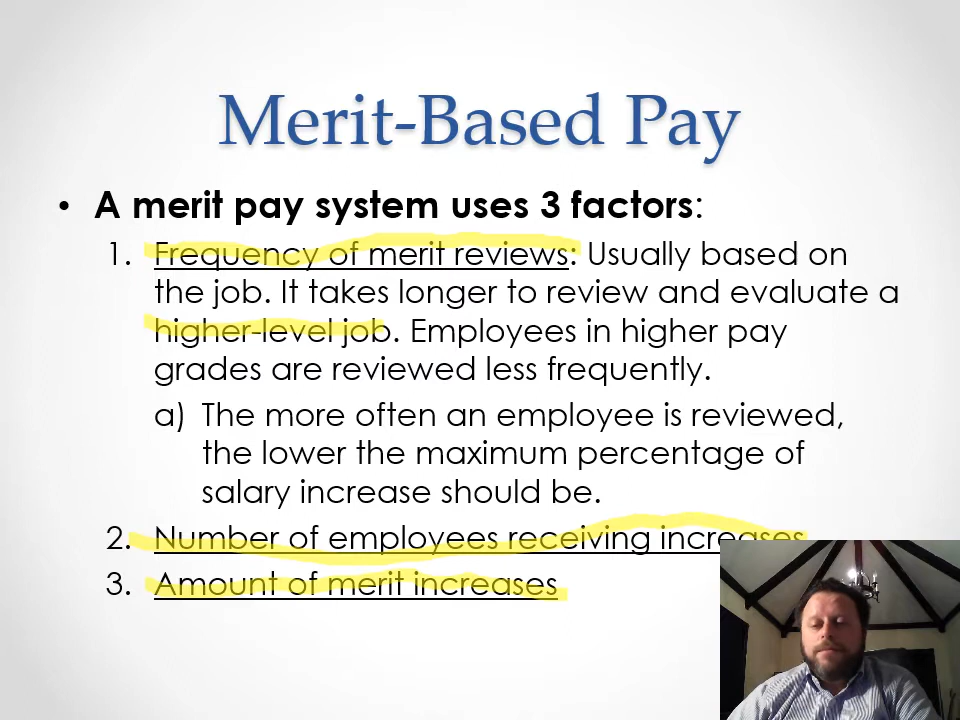 Merit-Based Pay
• A merit pay system uses 3 factors:
1. Frequency of merit reviews: Usually based on
the job. It takes longer to review and evaluate a
higher-level job. Employees in higher pay
grades are reviewed less frequently.
a) The more often an employee is reviewed,
the lower the maximum percentage of
salary increase should be.
2. Number of employees receiving increases
3. Amount of merit increases